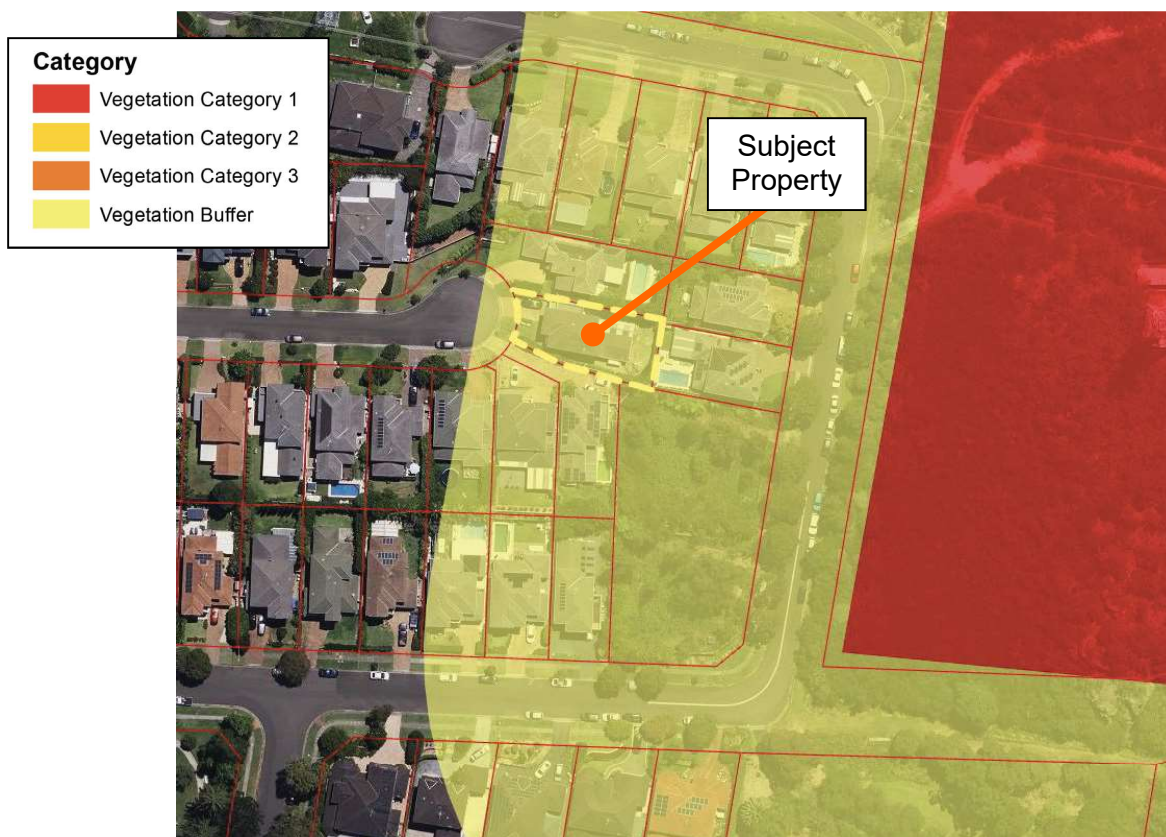 Category
Vegetation Category 1
Vegetation Category 2
Vegetation Category 3
Vegetation Buffer
Subject
Property